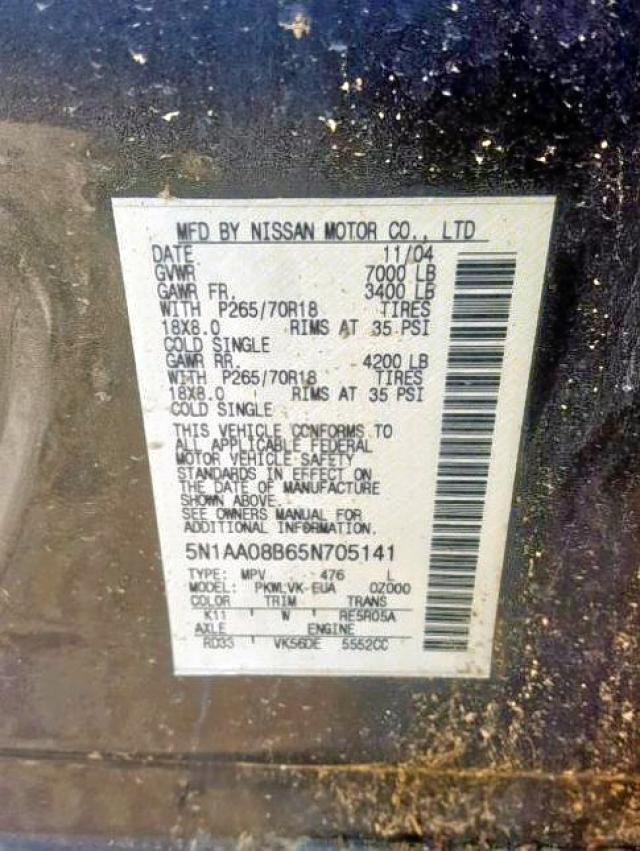 MFD BY NISSAN MOTOR CO., LTD
DATE 11/04
GVWR 7000 LB
GAWR FR. 3400 LB
WITH P265/70R18 TIRES
18X8.0 RIMS AT 35 PSI
COLD SINGLE
GAWR RR. 4200 LB
WITH P265/70R18 TIRES
18X8.0 RIMS AT 35 PSI
COLD SINGLE
THIS VEHICLE CONFORMS TO
ALL APPLICABLE FEDERAL
MOTOR VEHICLE SAFETY
STANDARDS IN EFFECT ON
THE DATE OF MANUFACTURE
SHOWN ABOVE.
SEE OWNERS MANUAL FOR
ADDITIONAL INFORMATION.
5N1AA08B65N705141
TYPE: MPV 476 L
MODEL: PKWLVK-EUA 0Z000
COLOR TRIM TRANS
K11 W RE5R05A
AXLE ENGINE
RD33 VK56DE 5552CC